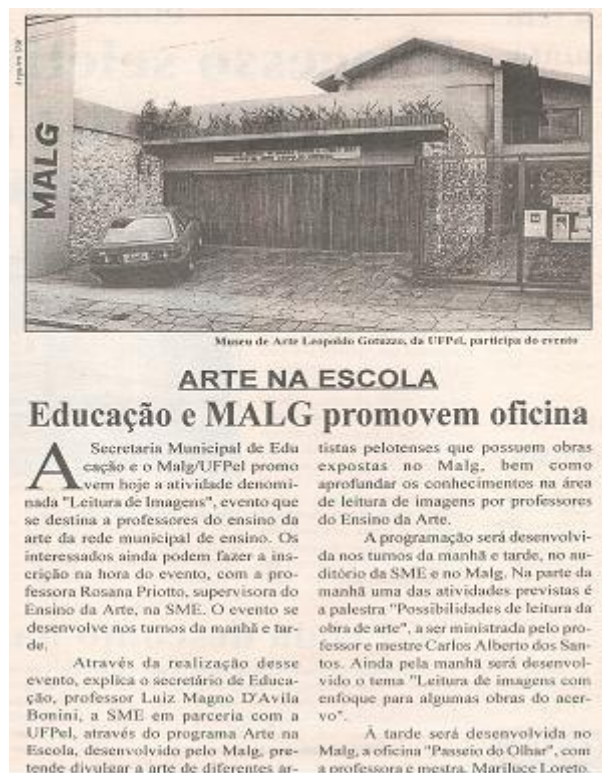 MALG
Museu de Arte Leopoldo Gotuzzo, da UFPel, participa do evento
ARTE NA ESCOLA
Educação e MALG promovem oficina
A Secretaria Municipal de Edu
cação e o Malg/UFPel promo
vem hoje a atividade denomi-
nada "Leitura de Imagens", evento que
se destina a professores do ensino da
arte da rede municipal de ensino. Os
interessados ainda podem fazer a ins-
crição na hora do evento, com a pro-
fessora Rosana Priotto, supervisora do
Ensino da Arte, na SME. O evento se
desenvolve nos turnos da manhã e tar-
de.
Através da realização desse
evento, explica o secretário de Educa-
ção, professor Luiz Magno D'Avila
Bonini, a SME em parceria com a
UFPel, através do programa Arte na
Escola, desenvolvido pelo Malg, pre-
tende divulgar a arte de diferentes ar-
tistas pelotenses que possuem obras
expostas no Malg, bem como
aprofundar os conhecimentos na área
de leitura de imagens por professores
do Ensino da Arte.
A programação será desenvolvi-
da nos turnos da manhã e tarde, no au-
ditório da SME e no Malg. Na parte da
manhã uma das atividades previstas é
a palestra "Possibilidades de leitura da
obra de arte", a ser ministrada pelo pro-
fessor e mestre Carlos Alberto dos San-
tos. Ainda pela manhã será desenvol-
vido o tema "Leitura de imagens com
enfoque para algumas obras do acer-
vo".
À tarde será desenvolvida no
Malg, a oficina "Passeio do Olhar", com
a professora e mestra, Mariluce Loreto.